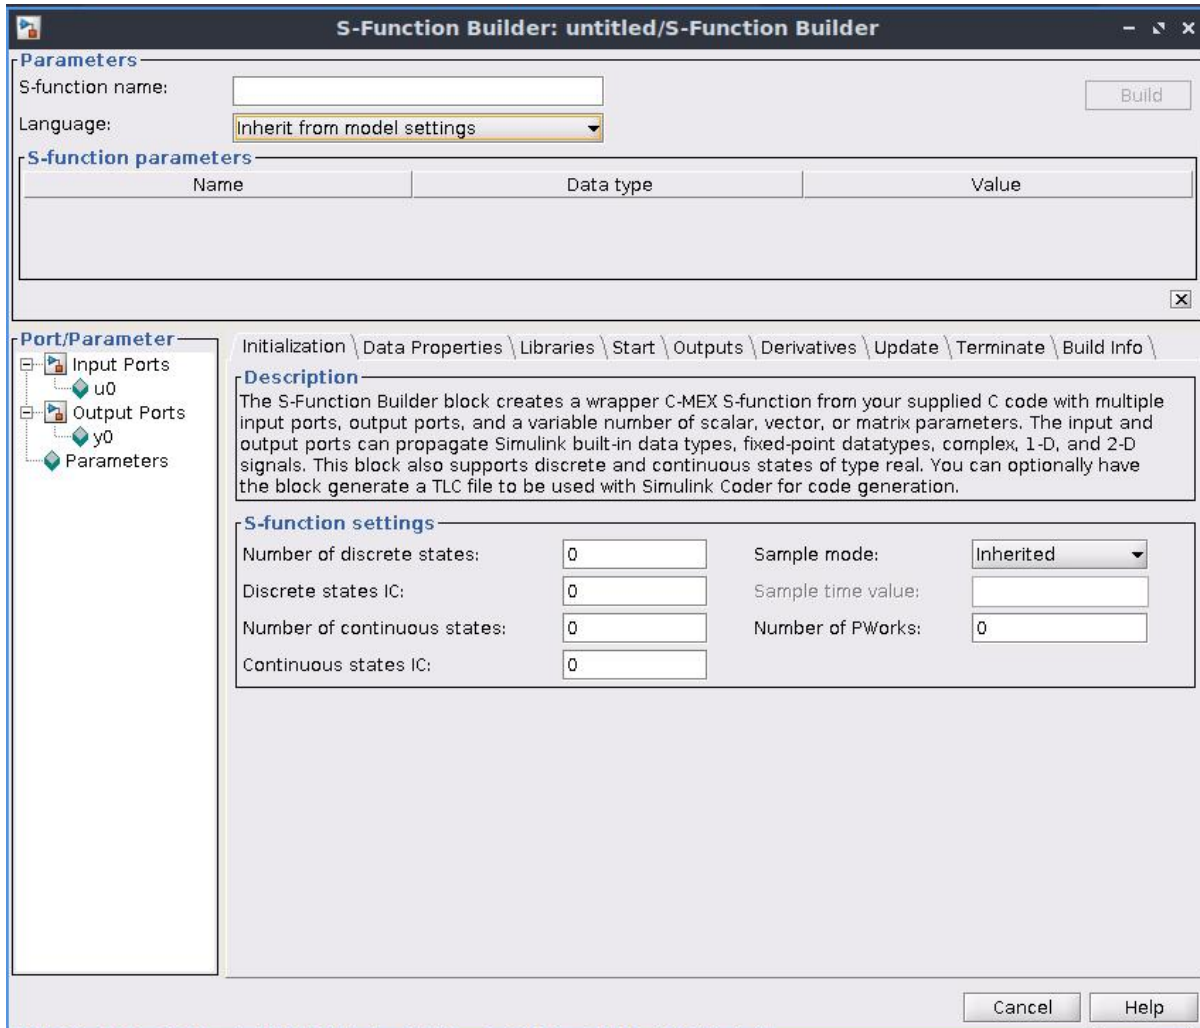 S-Function Builder: untitled/S-Function Builder
Parameters
S-function name:
Build
Language:
Inherit from model settings
S-function parameters
Name Data type Value
Port/Parameter
Input Ports
u0
Output Ports
y0
Parameters
Initialization Data Properties Libraries Start Outputs Derivatives Update Terminate Build Info
Description
The S-Function Builder block creates a wrapper C-MEX S-function from your supplied C code with multiple
input ports, output ports, and a variable number of scalar, vector, or matrix parameters. The input and
output ports can propagate Simulink built-in data types, fixed-point datatypes, complex, 1-D, and 2-D
signals. This block also supports discrete and continuous states of type real. You can optionally have
the block generate a TLC file to be used with Simulink Coder for code generation.
S-function settings
Number of discrete states: 0 Sample mode: Inherited
Discrete states IC: 0 Sample time value:
Number of continuous states: 0 Number of PWorks: 0
Continuous states IC: 0
Cancel Help